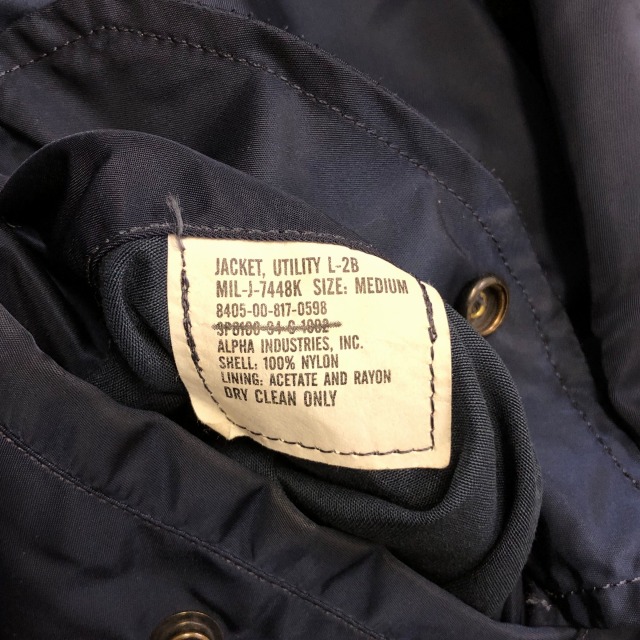 JACKET, UTILITY L-2B
MIL-J-7448K SIZE: MEDIUM
8405-00-817-0598
ALPHA INDUSTRIES, INC.
SHELL: 100% NYLON
LINING: ACETATE AND RAYON
DRY CLEAN ONLY